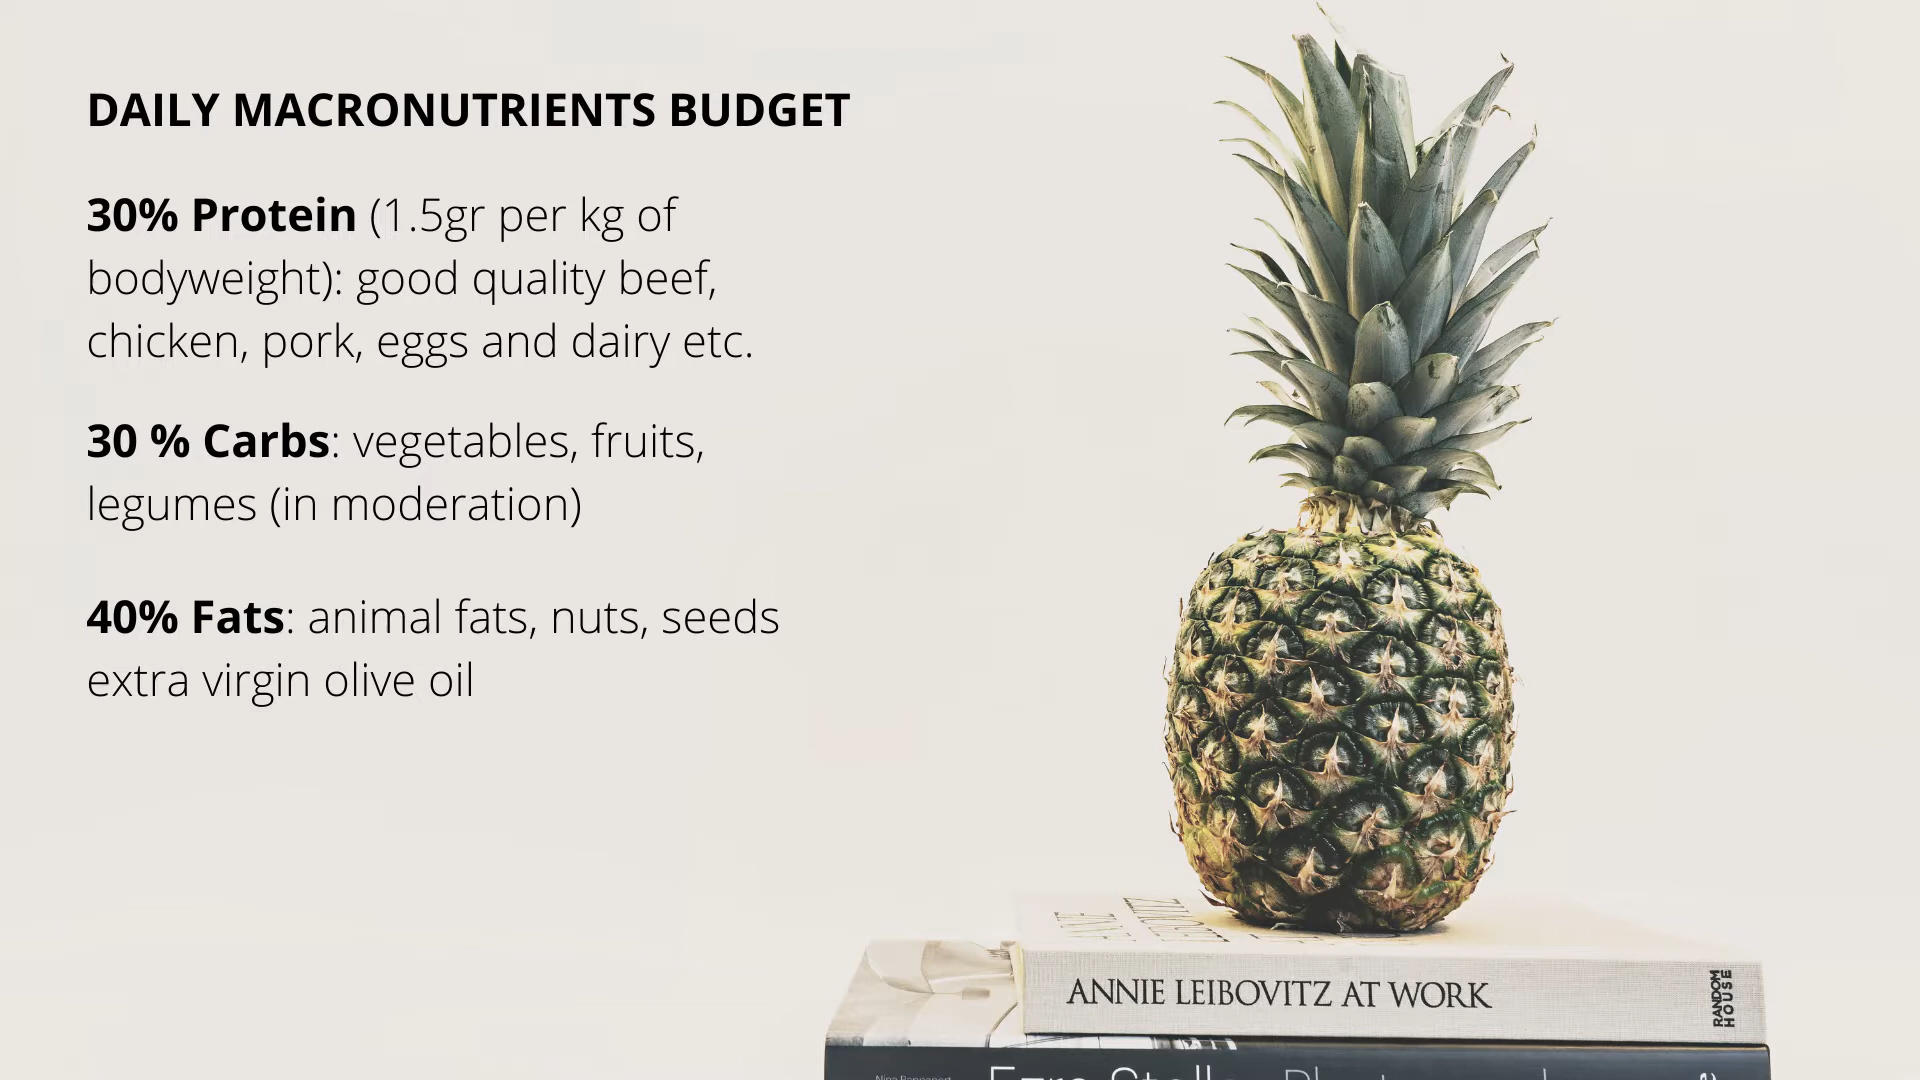 DAILY MACRONUTRIENTS BUDGET
30% Protein (1.5gr per kg of
bodyweight): good quality beef,
chicken, pork, eggs and dairy etc.
30 % Carbs: vegetables, fruits,
legumes (in moderation)
40% Fats: animal fats, nuts, seeds
extra virgin olive oil
ANNIE LEIBOVITZ AT WORK
RANDOM
HOUSE